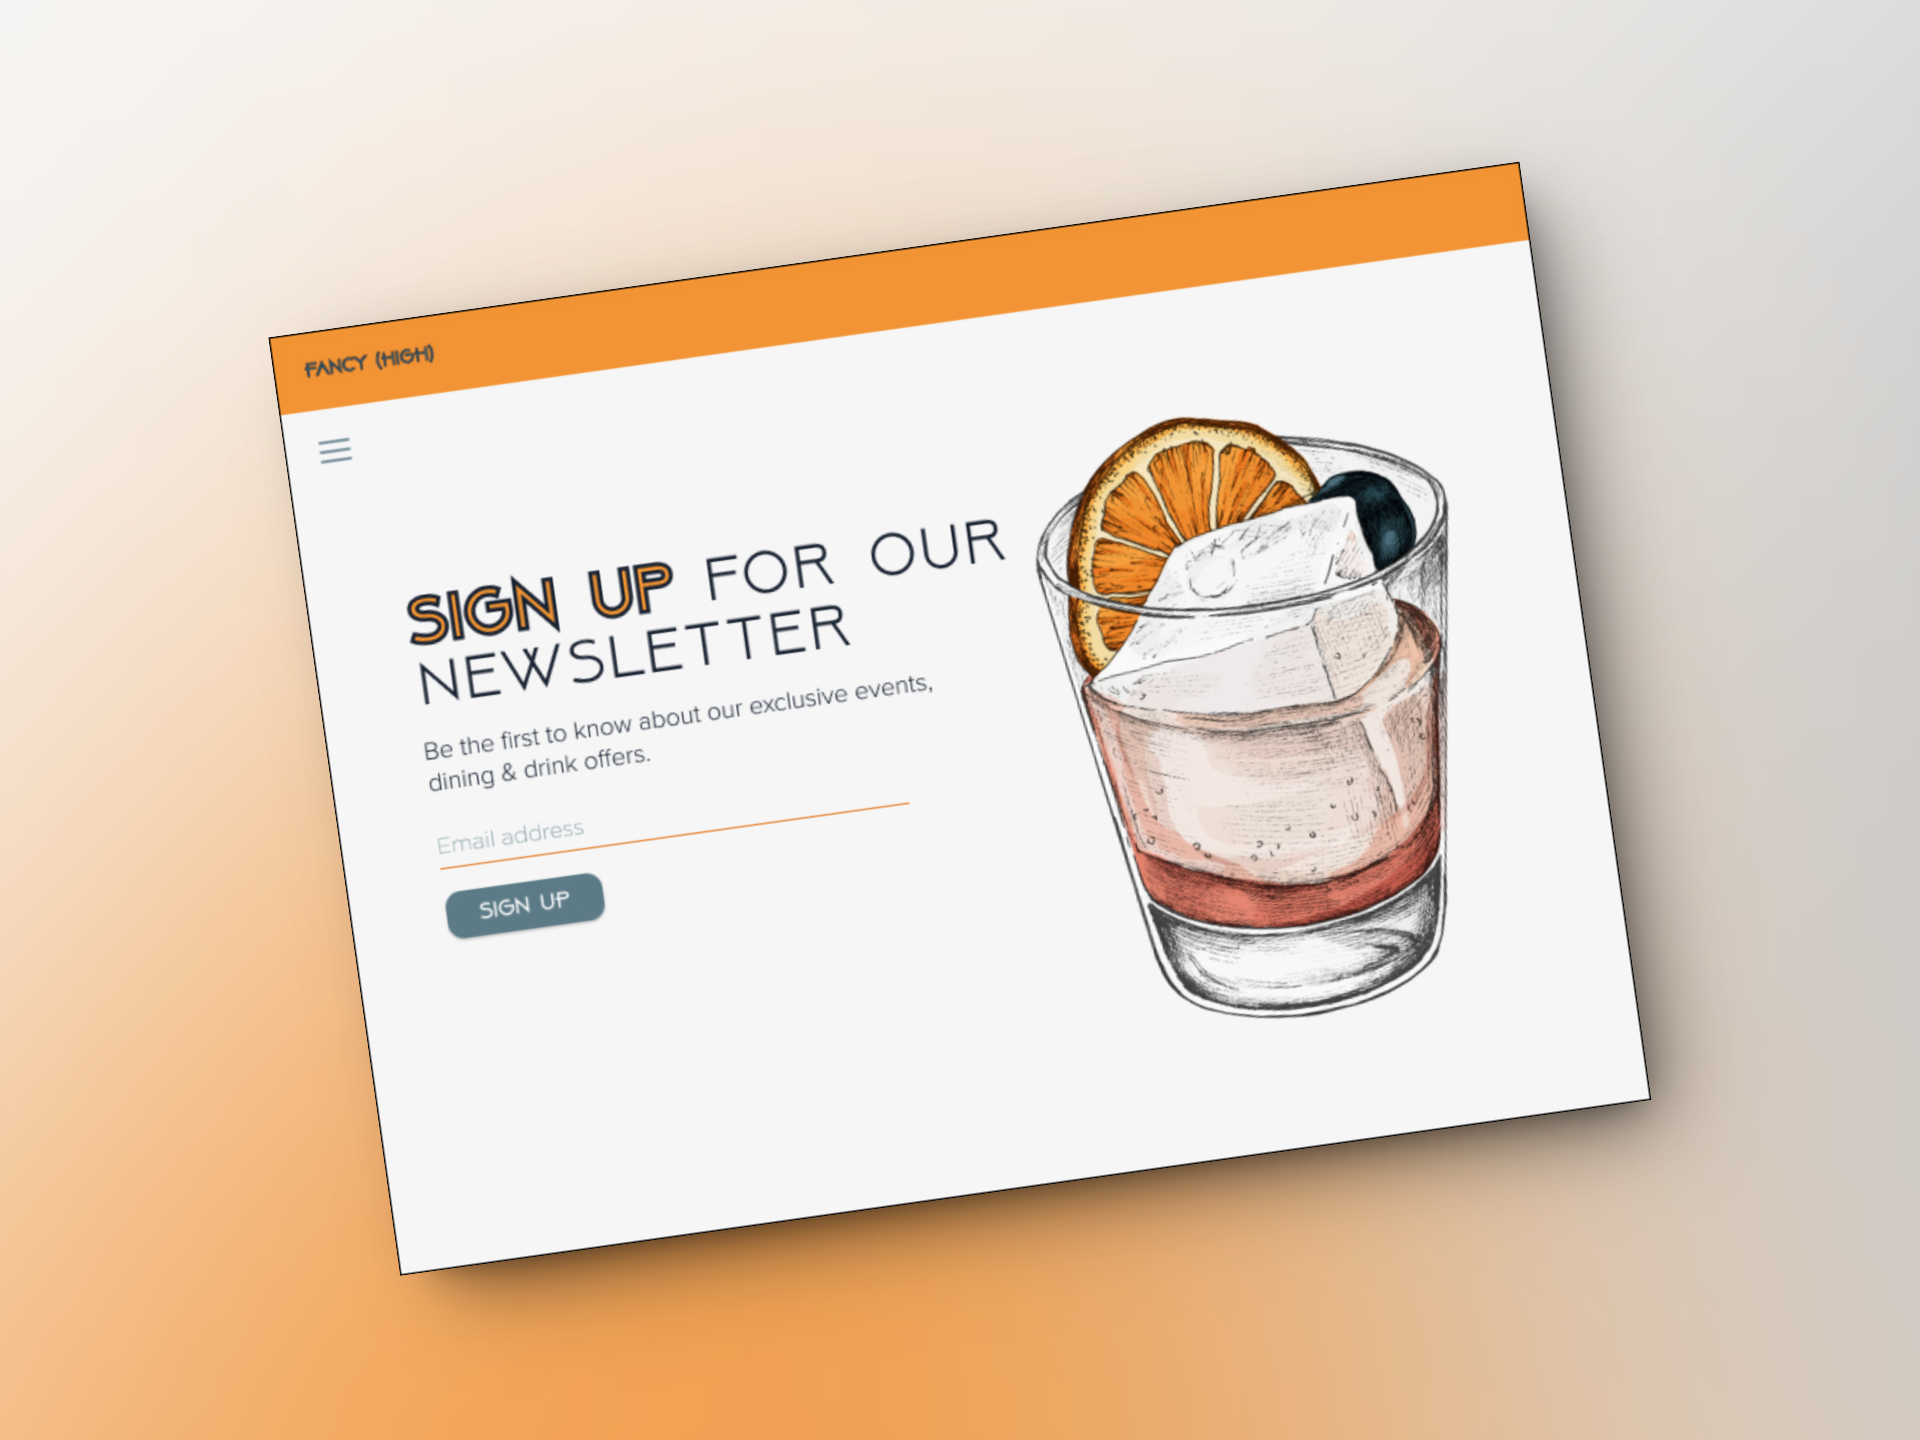 FANCY (HIGH)
SIGN UP FOR OUR
NEWSLETTER
Be the first to know about our exclusive events,
dining & drink offers.
Email address
SIGN UP